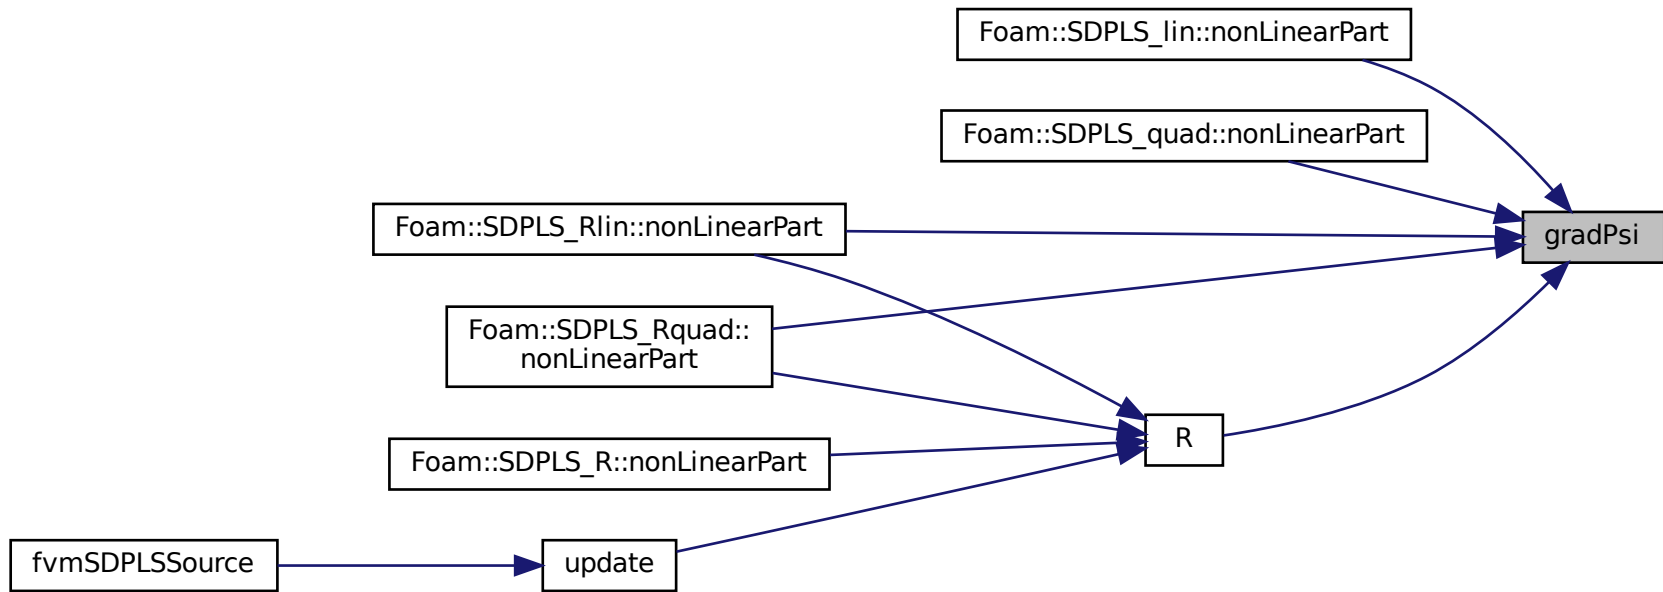 Foam::SDPLS_lin::nonLinearPart
Foam::SDPLS_quad::nonLinearPart
Foam::SDPLS_Rlin::nonLinearPart
gradPsi
Foam::SDPLS_Rquad::
nonLinearPart
R
Foam::SDPLS_R::nonLinearPart
fvmSDPLSSource
update